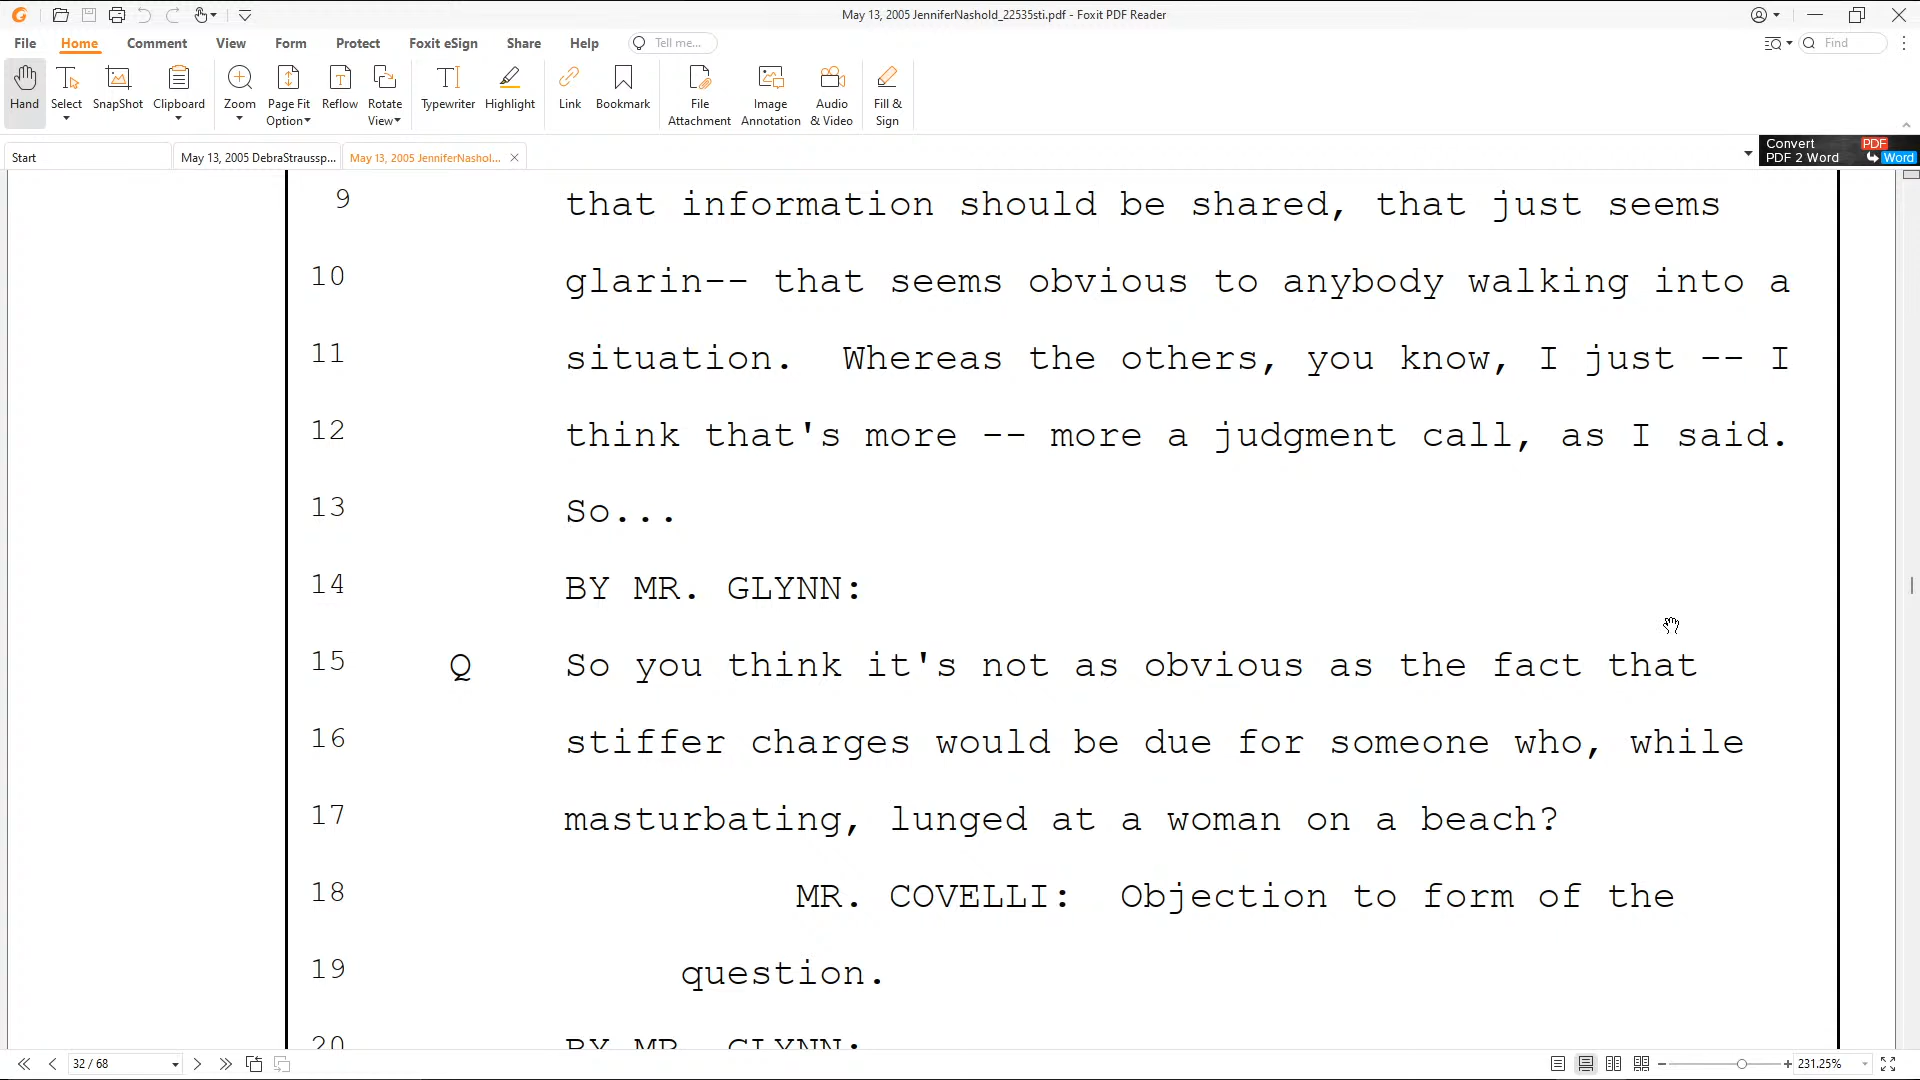 May 13, 2005 JenniferNashold_22535sti.pdf - Foxit PDF Reader
File Home Comment View Form Protect Foxit eSign Share Help Tell me... Find
Hand Select SnapShot Clipboard Zoom Page Fit Option Reflow Rotate View Typewriter Highlight Link Bookmark File Attachment Image Annotation Audio & Video Fill & Sign
Start May 13, 2005 DebraStraussp... May 13, 2005 JenniferNashol... Convert PDF 2 Word PDF Word
9 that information should be shared, that just seems
10 glarin-- that seems obvious to anybody walking into a
11 situation. Whereas the others, you know, I just -- I
12 think that's more -- more a judgment call, as I said.
13 So...
14 BY MR. GLYNN:
15 Q So you think it's not as obvious as the fact that
16 stiffer charges would be due for someone who, while
17 masturbating, lunged at a woman on a beach?
18 MR. COVELLI: Objection to form of the
19 question.
20 BY MR. GLYNN:
32 / 68 231.25%